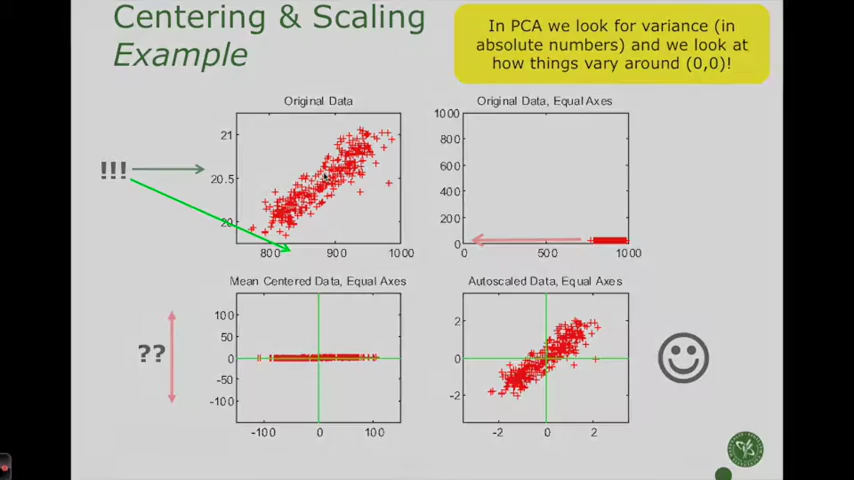 Centering & Scaling
Example
In PCA we look for variance (in
absolute numbers) and we look at
how things vary around (0,0)!
Original Data
21
20.5
20
800 900 1000
!!!
Original Data, Equal Axes
1000
800
600
400
200
0
0 500 1000
Mean Centered Data, Equal Axes
100
50
0
-50
-100
-100 0 100
??
Autoscaled Data, Equal Axes
2
0
-2
-2 0 2